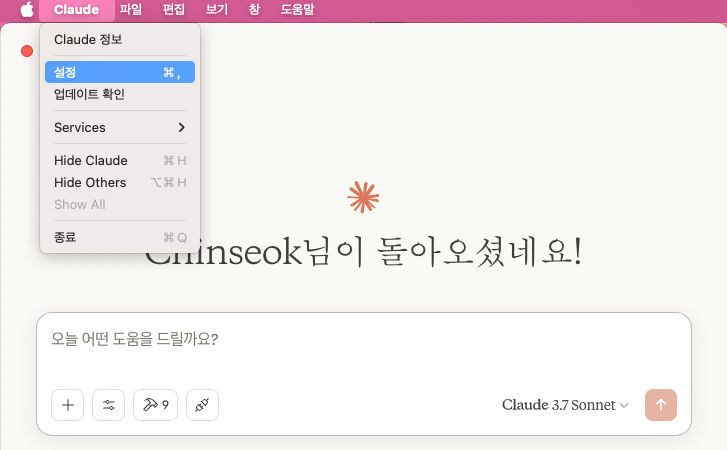 Claude 파일 편집 보기 창 도움말
Claude 정보
설정 ⌘ ,
업데이트 확인
Services
Hide Claude ⌘ H
Hide Others ⌥⌘ H
Show All
종료 ⌘ Q
Chinseok님이 돌아오셨네요!
오늘 어떤 도움을 드릴까요?
9
Claude 3.7 Sonnet